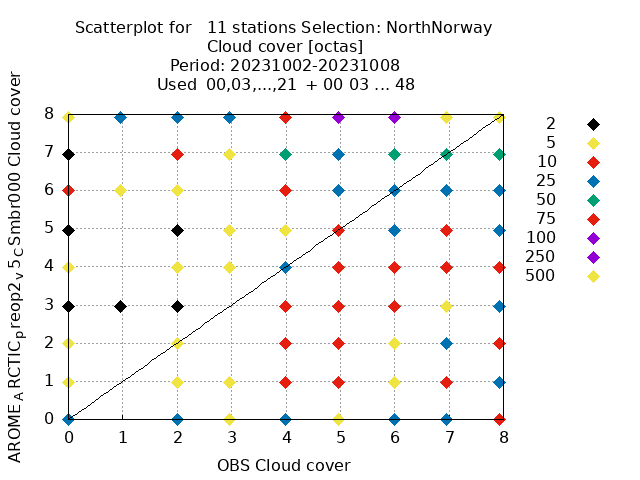 Scatterplot for   11 stations Selection: NorthNorway
Cloud cover [octas]
Period: 20231002-20231008
Used  00,03,...,21  + 00 03 ... 48
AROME_ARCTIC_preop2_v5_CSmbr000 Cloud cover
8
7
6
5
4
3
2
1
0
0 1 2 3 4 5 6 7 8
OBS Cloud cover
2
5
10
25
50
75
100
250
500